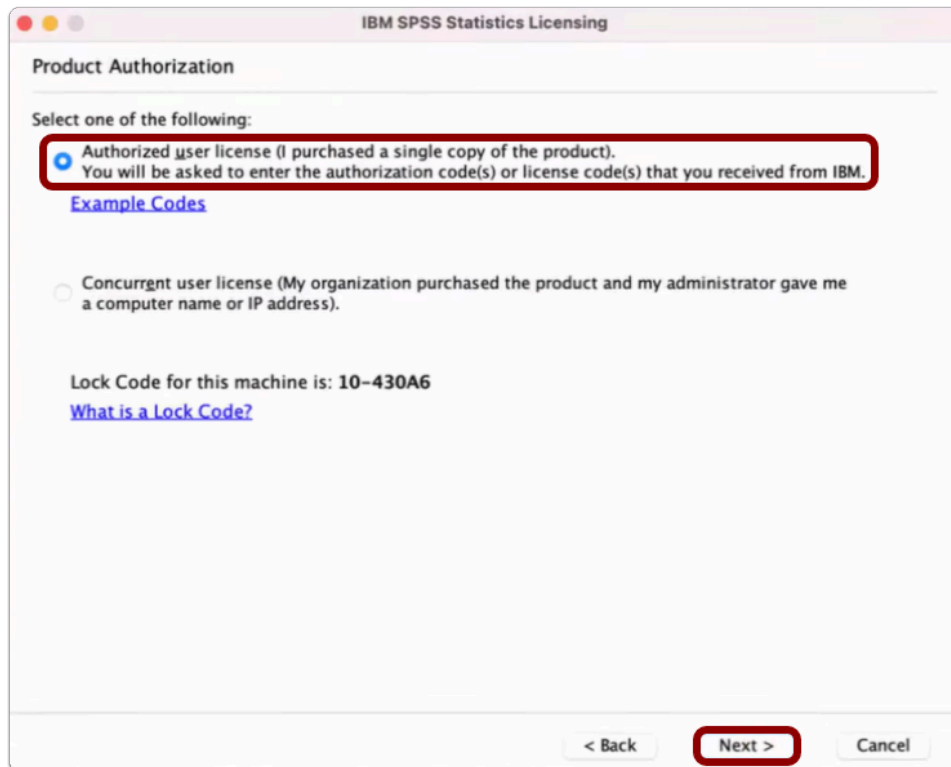 IBM SPSS Statistics Licensing
Product Authorization
Select one of the following:
Authorized user license (I purchased a single copy of the product).
You will be asked to enter the authorization code(s) or license code(s) that you received from IBM.
Example Codes
Concurrent user license (My organization purchased the product and my administrator gave me
a computer name or IP address).
Lock Code for this machine is: 10-430A6
What is a Lock Code?
< Back Next > Cancel